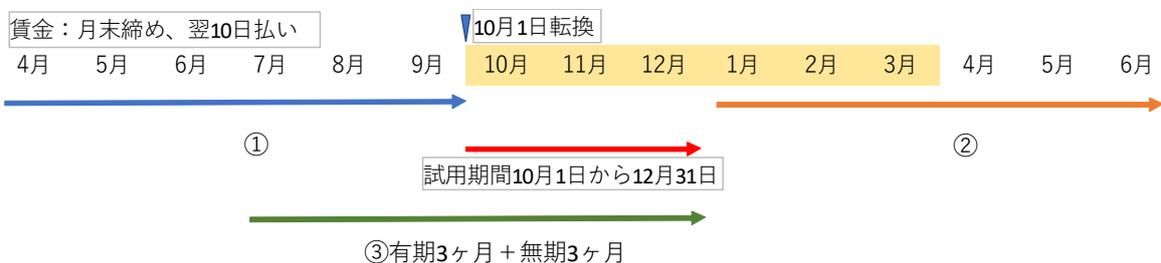 賃金：月末締め、翌10日払い
10月1日転換
4月 5月 6月 7月 8月 9月 10月 11月 12月 1月 2月 3月 4月 5月 6月
① ②
試用期間10月1日から12月31日
③有期3ヶ月＋無期3ヶ月